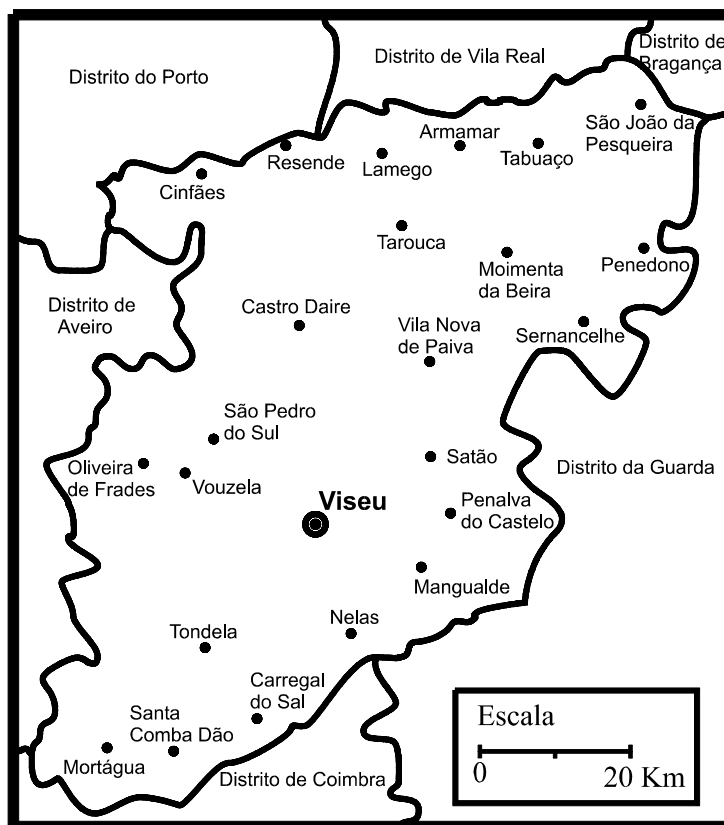 Distrito de Vila Real
Distrito de
Bragança
Distrito do Porto
São João da
Pesqueira
Armamar
Tabuaço
Resende
Lamego
Cinfães
Tarouca
Moimenta
da Beira
Penedono
Distrito de
Aveiro
Castro Daire
Vila Nova
de Paiva
Sernancelhe
São Pedro
do Sul
Oliveira
de Frades
Vouzela
Satão
Distrito da Guarda
Viseu
Penalva
do Castelo
Mangualde
Nelas
Tondela
Carregal
do Sal
Santa
Comba Dão
Mortágua
Distrito de Coimbra
Escala
0
20 Km